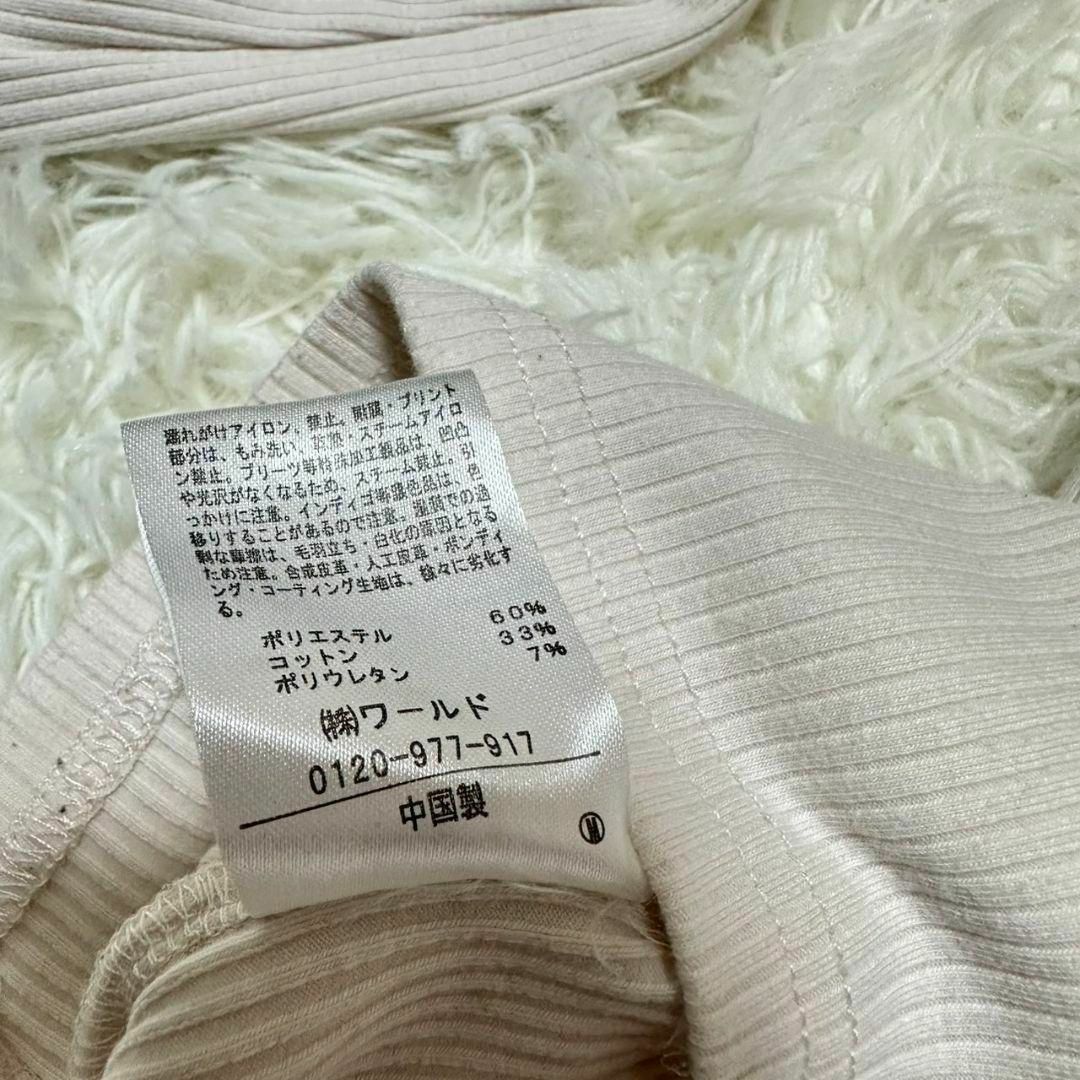 濡れがけアイロン、禁止。刺繍・プリント
部分は、もみ洗い、乾燥・スチームアイロ
ン禁止。プリーツ等特殊加工製品は、凹凸
や光沢がなくなるため、スチーム禁止。引
っかけに注意。インディゴ等濃色品は、色
移りすることがあるので注意。着用での過
剰な摩擦は、毛羽立ち・白化の原因となる
ため注意。合成皮革・人工皮革・ボンディ
ング・コーティング生地は、徐々に劣化す
る。
ポリエステル 60%
コットン 33%
ポリウレタン 7%
㈱ワールド
0120-977-917
中国製